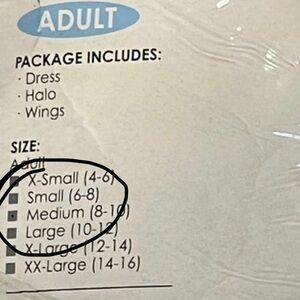 ADULT
PACKAGE INCLUDES:
· Dress
· Halo
· Wings
SIZE:
Adult
X-Small (4-6)
Small (6-8)
Medium (8-10)
Large (10-12)
X-Large (12-14)
XX-Large (14-16)